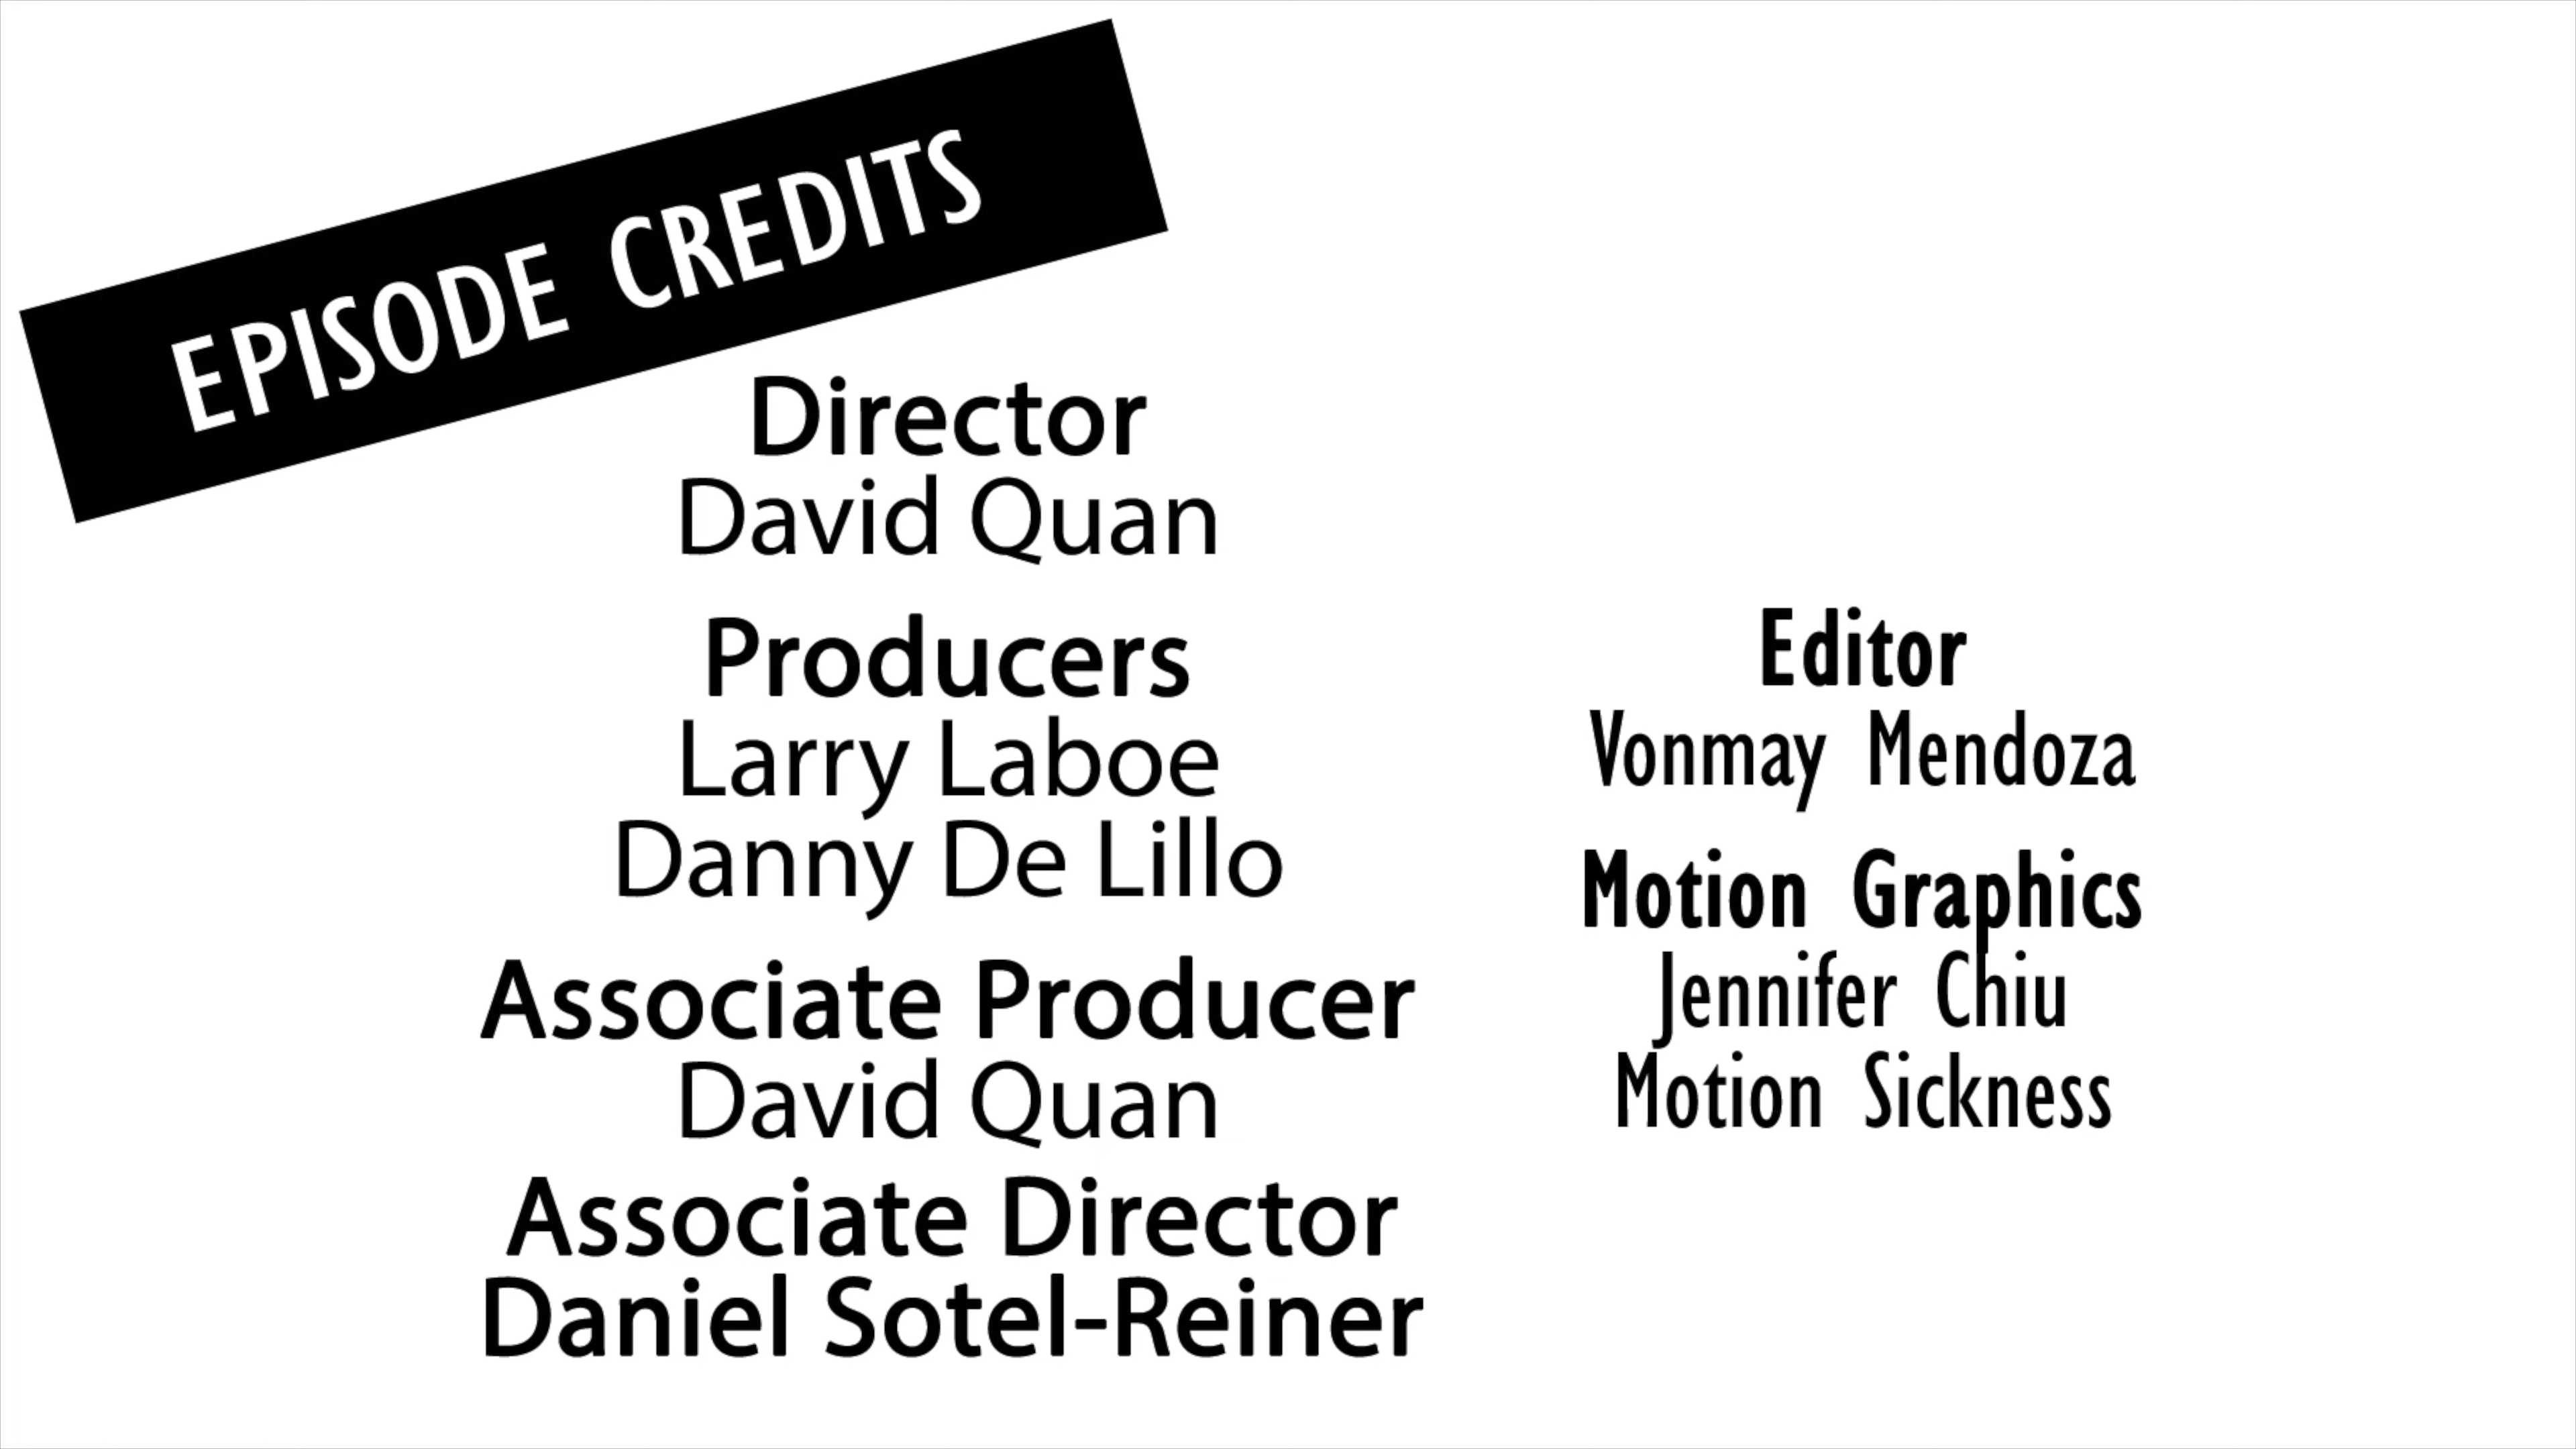 EPISODE CREDITS
Director
David Quan
Producers
Larry Laboe
Danny De Lillo
Associate Producer
David Quan
Associate Director
Daniel Sotel-Reiner
Editor
Vonmay Mendoza
Motion Graphics
Jennifer Chiu
Motion Sickness